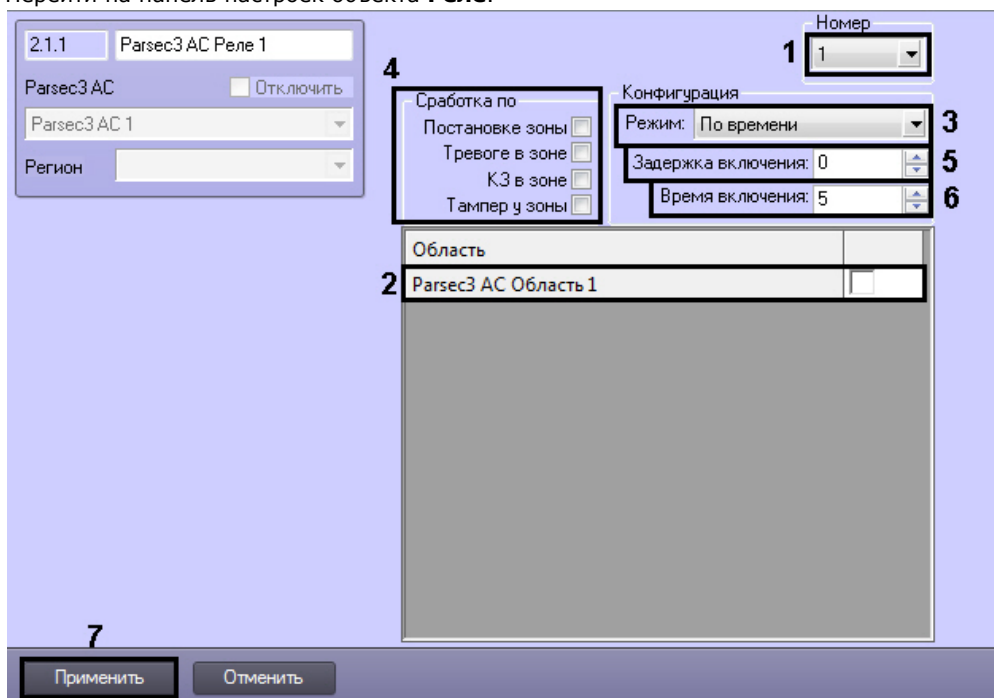 Перейти на панель настроек объекта Реле.
2.1.1 Parsec3 AC Реле 1
Parsec3 AC Отключить
Parsec3 AC 1
Регион
Номер
1 1
4
Сработка по
Постановке зоны
Тревоге в зоне
КЗ в зоне
Тампер у зоны
Конфигурация
Режим: По времени 3
Задержка включения: 0 5
Время включения: 5 6
Область
2 Parsec3 AC Область 1
7
Применить Отменить